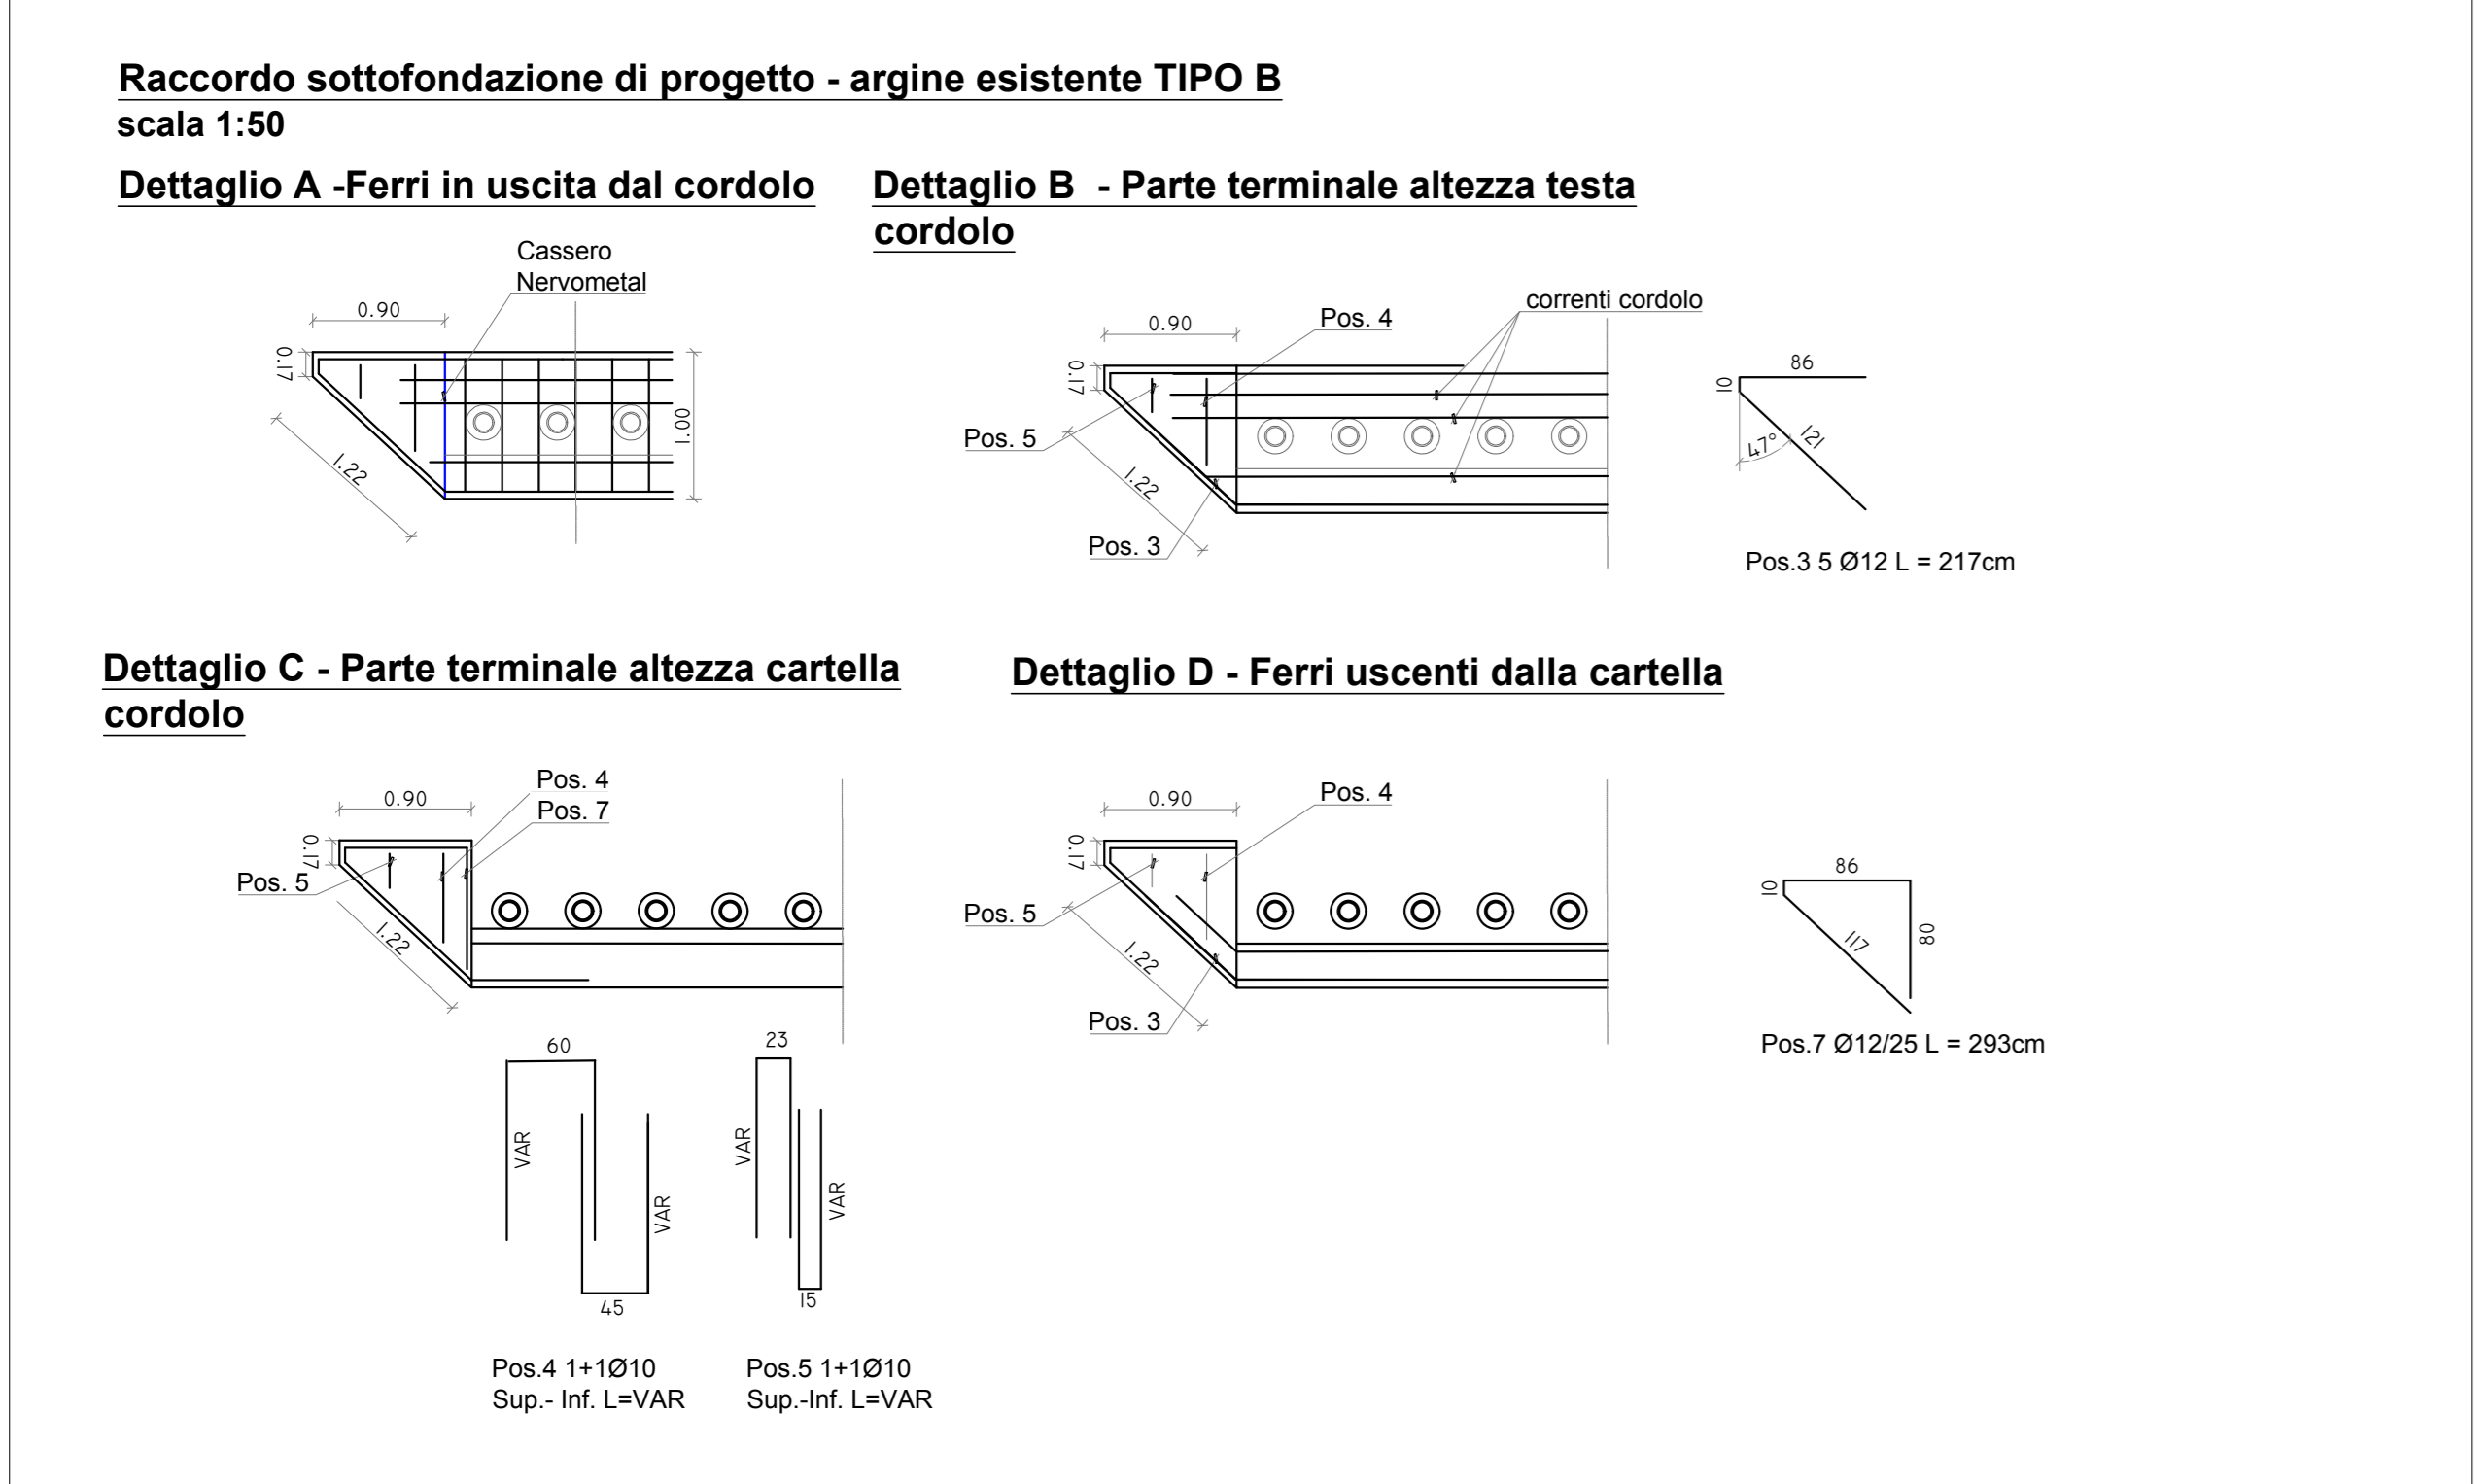 Raccordo sottofondazione di progetto - argine esistente TIPO B
scala 1:50
Dettaglio A -Ferri in uscita dal cordolo
Cassero
Nervometal
0.90
0.17
1.22
1.00
Dettaglio B - Parte terminale altezza testa
cordolo
correnti cordolo
Pos. 4
0.90
0.17
Pos. 5
1.22
Pos. 3
86
10
47°
121
Pos.3 5 Ø12 L = 217cm
Dettaglio C - Parte terminale altezza cartella
cordolo
Pos. 4
Pos. 7
0.90
0.17
Pos. 5
1.22
60
VAR
VAR
45
Pos.4 1+1Ø10
Sup.- Inf. L=VAR
23
VAR
VAR
15
Pos.5 1+1Ø10
Sup.-Inf. L=VAR
Dettaglio D - Ferri uscenti dalla cartella
Pos. 4
0.90
0.17
Pos. 5
1.22
Pos. 3
86
10
117
80
Pos.7 Ø12/25 L = 293cm